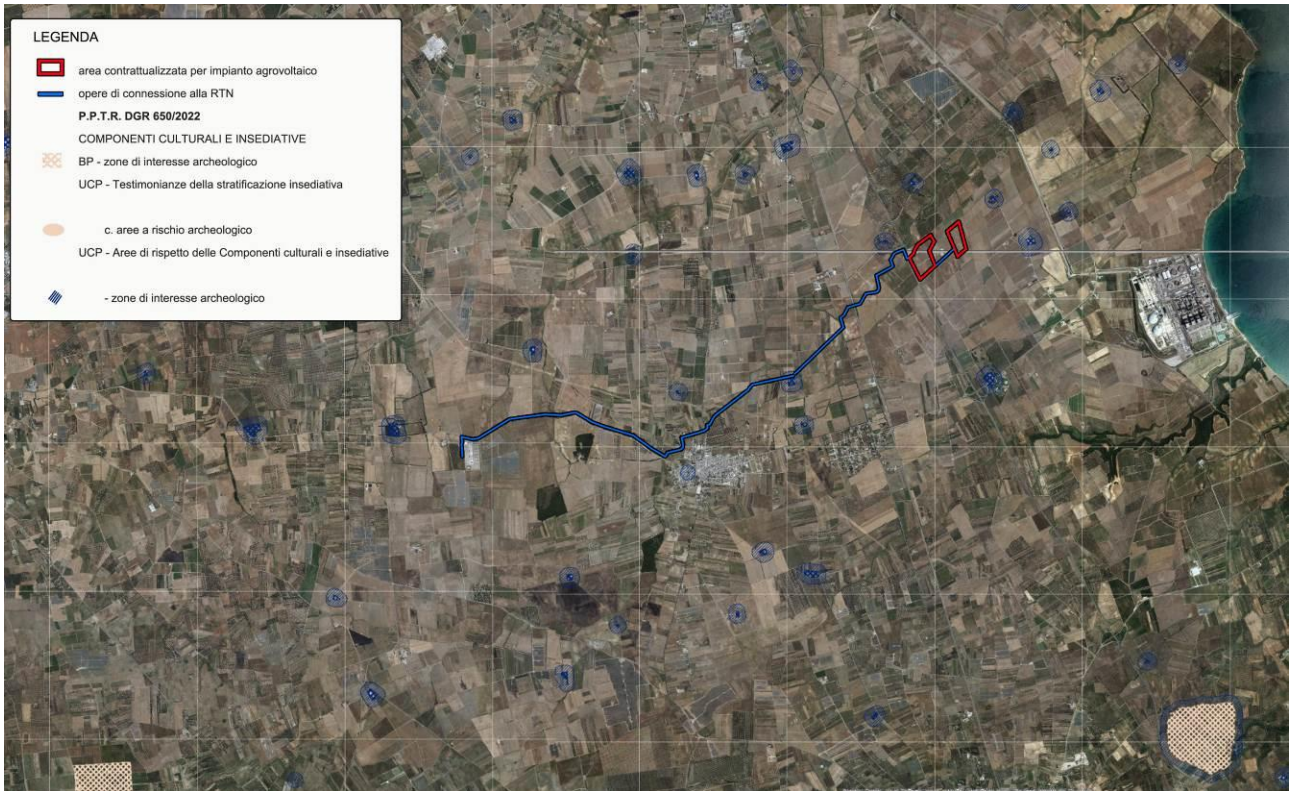 LEGENDA
area contrattualizzata per impianto agrovoltaico
opere di connessione alla RTN
P.P.T.R. DGR 650/2022
COMPONENTI CULTURALI E INSEDIATIVE
BP - zone di interesse archeologico
UCP - Testimonianze della stratificazione insediativa
c. aree a rischio archeologico
UCP - Aree di rispetto delle Componenti culturali e insediative
- zone di interesse archeologico